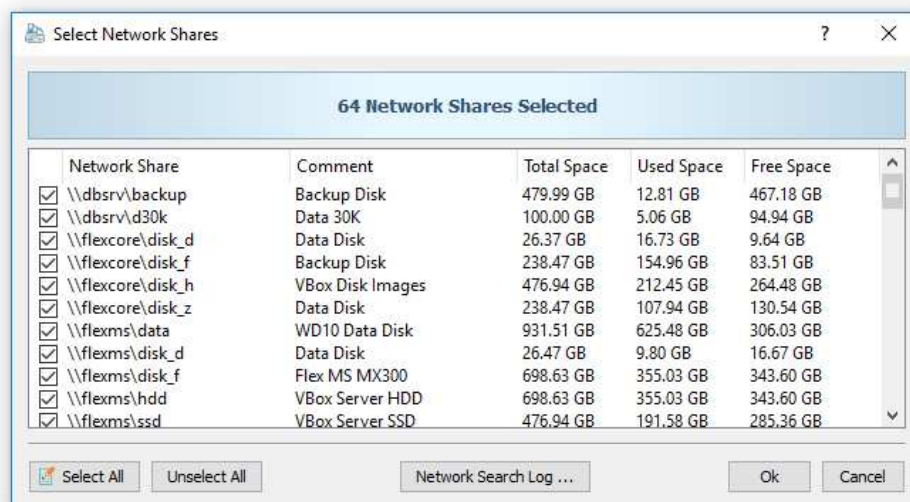 Select Network Shares ?
64 Network Shares Selected
Network Share Comment Total Space Used Space Free Space
\\dbsrv\backup Backup Disk 479.99 GB 12.81 GB 467.18 GB
\\dbsrv\d30k Data 30K 100.00 GB 5.06 GB 94.94 GB
\\flexcore\disk_d Data Disk 26.37 GB 16.73 GB 9.64 GB
\\flexcore\disk_f Backup Disk 238.47 GB 154.96 GB 83.51 GB
\\flexcore\disk_h VBox Disk Images 476.94 GB 212.45 GB 264.48 GB
\\flexcore\disk_z Data Disk 238.47 GB 107.94 GB 130.54 GB
\\flexms\data WD10 Data Disk 931.51 GB 625.48 GB 306.03 GB
\\flexms\disk_d Data Disk 26.47 GB 9.80 GB 16.67 GB
\\flexms\disk_f Flex MS MX300 698.63 GB 355.03 GB 343.60 GB
\\flexms\hdd VBox Server HDD 698.63 GB 355.03 GB 343.60 GB
\\flexms\ssd VBox Server SSD 476.94 GB 191.58 GB 285.36 GB
Select All Unselect All Network Search Log ... Ok Cancel